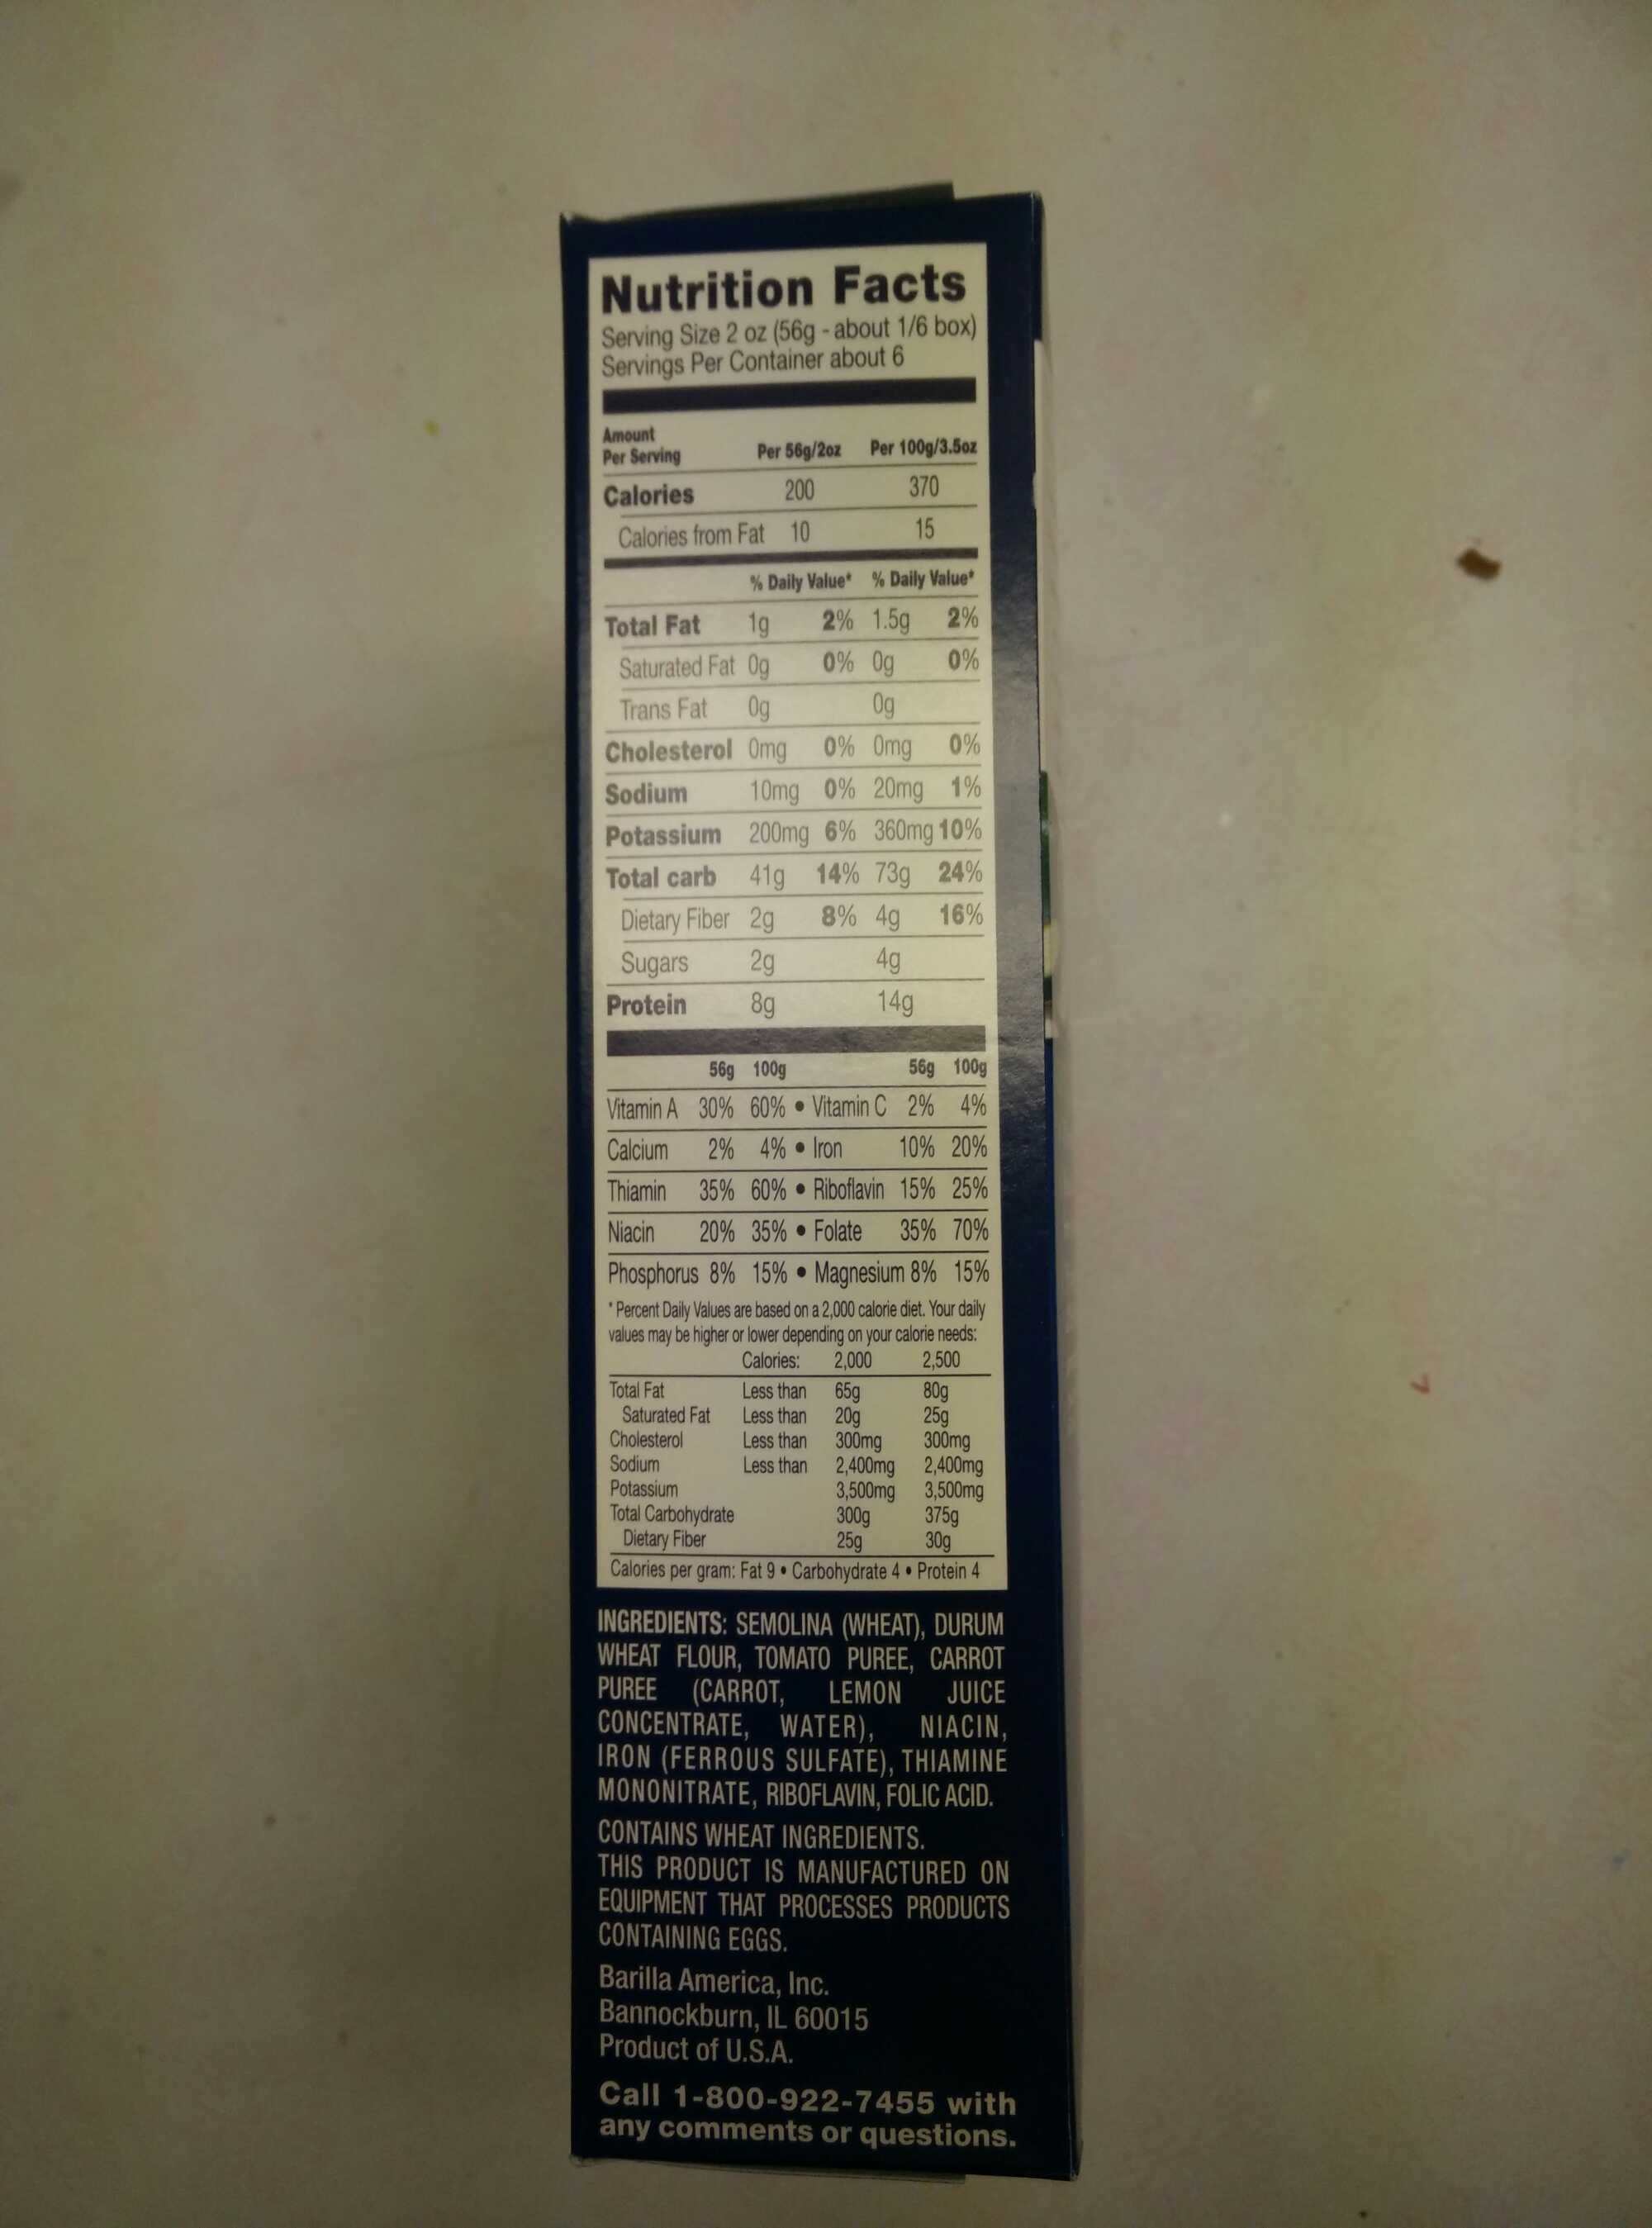 Nutrition Facts
Serving Size 2 oz (56g - about 1/6 box)
Servings Per Container about 6
Amount
Per Serving Per 56g/2oz Per 100g/3.5oz
Calories 200 370
Calories from Fat 10 15
% Daily Value* % Daily Value*
Total Fat 1g 2% 1.5g 2%
Saturated Fat 0g 0% 0g 0%
Trans Fat 0g 0g
Cholesterol 0mg 0% 0mg 0%
Sodium 10mg 0% 20mg 1%
Potassium 200mg 6% 360mg 10%
Total carb 41g 14% 73g 24%
Dietary Fiber 2g 8% 4g 16%
Sugars 2g 4g
Protein 8g 14g
56g 100g 56g 100g
Vitamin A 30% 60% • Vitamin C 2% 4%
Calcium 2% 4% • Iron 10% 20%
Thiamin 35% 60% • Riboflavin 15% 25%
Niacin 20% 35% • Folate 35% 70%
Phosphorus 8% 15% • Magnesium 8% 15%
* Percent Daily Values are based on a 2,000 calorie diet. Your daily
values may be higher or lower depending on your calorie needs:
Calories: 2,000 2,500
Total Fat Less than 65g 80g
Saturated Fat Less than 20g 25g
Cholesterol Less than 300mg 300mg
Sodium Less than 2,400mg 2,400mg
Potassium 3,500mg 3,500mg
Total Carbohydrate 300g 375g
Dietary Fiber 25g 30g
Calories per gram: Fat 9 • Carbohydrate 4 • Protein 4
INGREDIENTS: SEMOLINA (WHEAT), DURUM
WHEAT FLOUR, TOMATO PUREE, CARROT
PUREE (CARROT, LEMON JUICE
CONCENTRATE, WATER), NIACIN,
IRON (FERROUS SULFATE), THIAMINE
MONONITRATE, RIBOFLAVIN, FOLIC ACID.
CONTAINS WHEAT INGREDIENTS.
THIS PRODUCT IS MANUFACTURED ON
EQUIPMENT THAT PROCESSES PRODUCTS
CONTAINING EGGS.
Barilla America, Inc.
Bannockburn, IL 60015
Product of U.S.A.
Call 1-800-922-7455 with
any comments or questions.